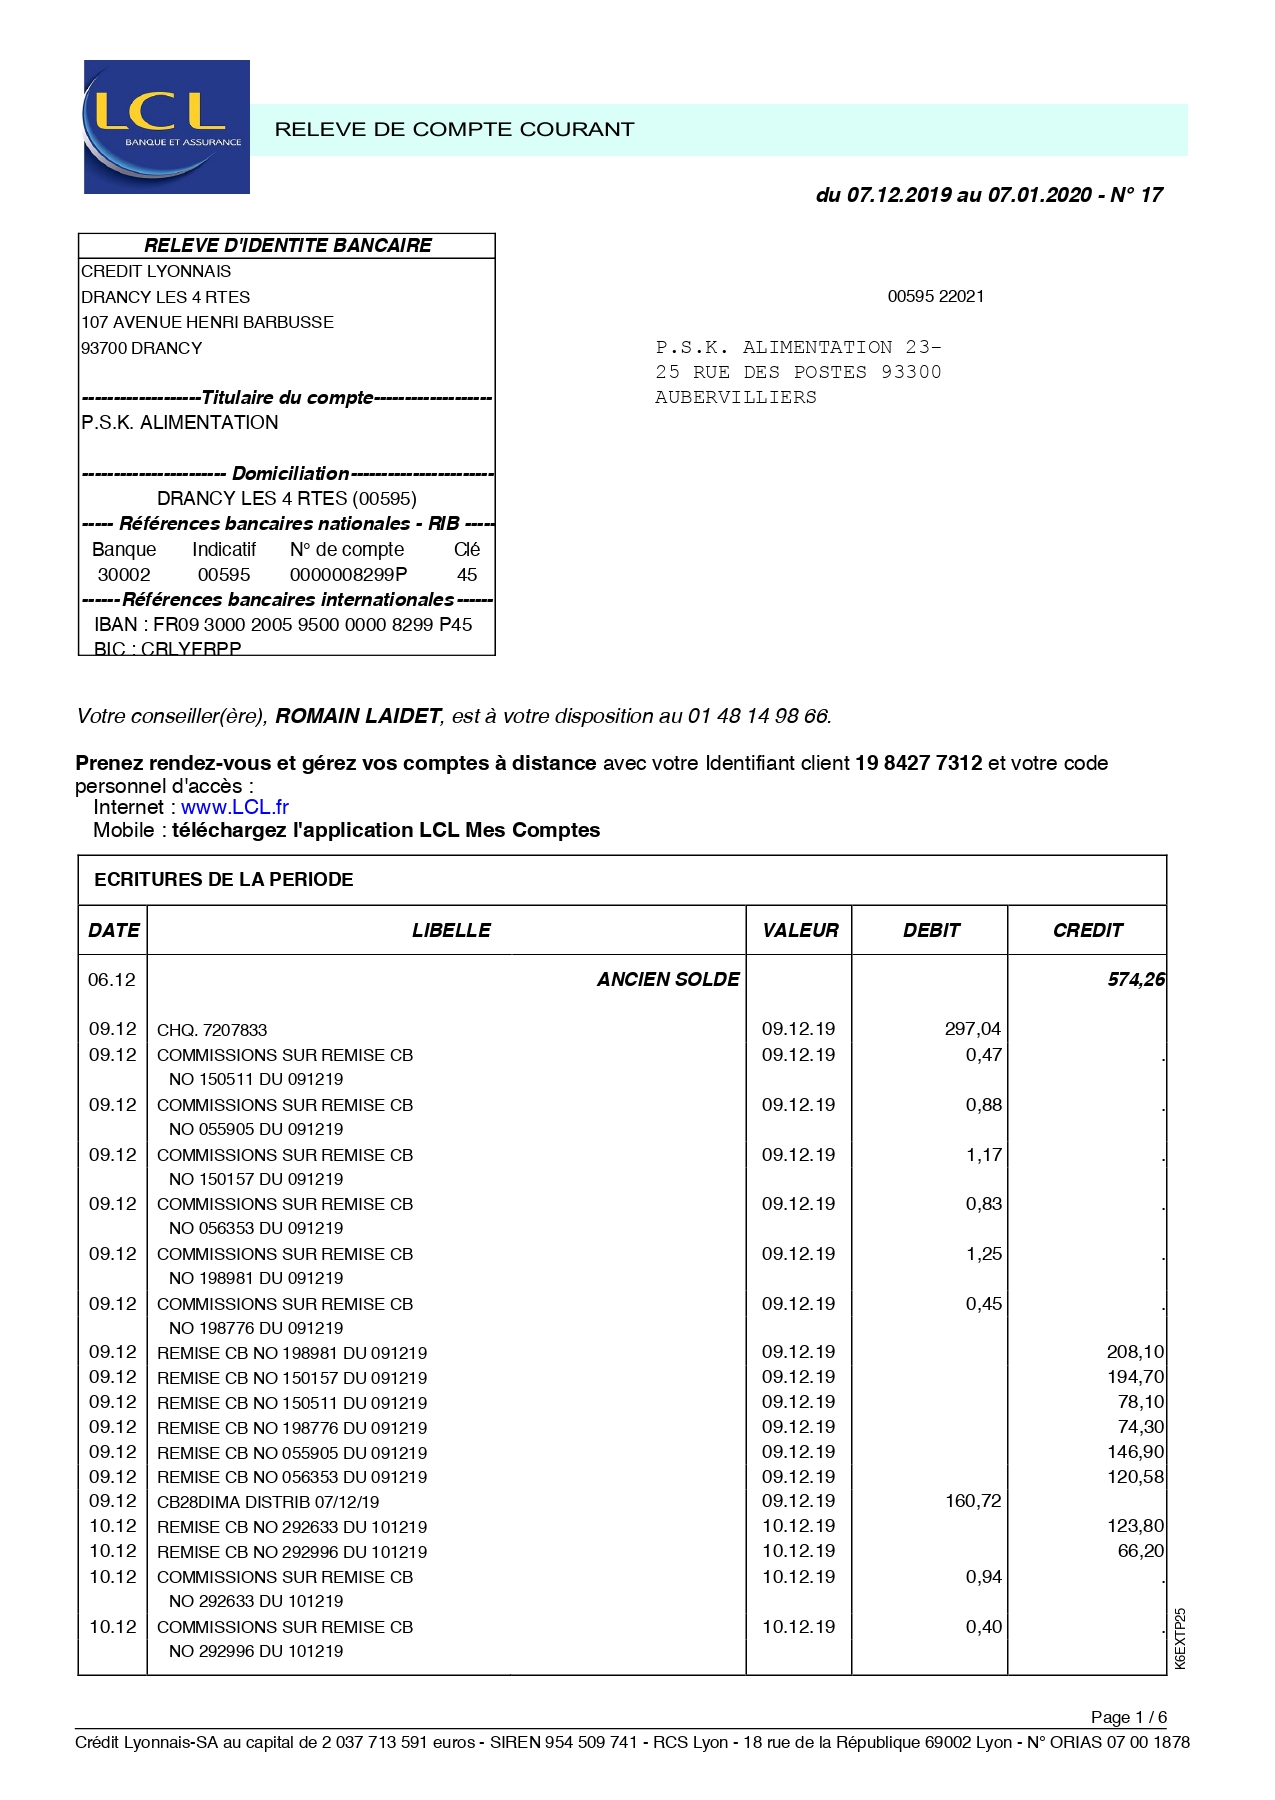 LCL
BANQUE ET ASSURANCE
RELEVE DE COMPTE COURANT
du 07.12.2019 au 07.01.2020 - N° 17
RELEVE D'IDENTITE BANCAIRE
CREDIT LYONNAIS
DRANCY LES 4 RTES
107 AVENUE HENRI BARBUSSE
93700 DRANCY
-------------------Titulaire du compte-------------------
P.S.K. ALIMENTATION
----------------------- Domiciliation-----------------------
DRANCY LES 4 RTES (00595)
----- Références bancaires nationales - RIB -----
Banque Indicatif N° de compte Clé
30002 00595 0000008299P 45
------Références bancaires internationales------
IBAN : FR09 3000 2005 9500 0000 8299 P45
BIC : CRLYFRPP
00595 22021
P.S.K. ALIMENTATION 23-
25 RUE DES POSTES 93300
AUBERVILLIERS
Votre conseiller(ère), ROMAIN LAIDET, est à votre disposition au 01 48 14 98 66.
Prenez rendez-vous et gérez vos comptes à distance avec votre Identifiant client 19 8427 7312 et votre code
personnel d'accès :
Internet : www.LCL.fr
Mobile : téléchargez l'application LCL Mes Comptes
ECRITURES DE LA PERIODE
DATE LIBELLE VALEUR DEBIT CREDIT
06.12 ANCIEN SOLDE 574,26
09.12 CHQ. 7207833 09.12.19 297,04
09.12 COMMISSIONS SUR REMISE CB 09.12.19 0,47 .
NO 150511 DU 091219
09.12 COMMISSIONS SUR REMISE CB 09.12.19 0,88 .
NO 055905 DU 091219
09.12 COMMISSIONS SUR REMISE CB 09.12.19 1,17 .
NO 150157 DU 091219
09.12 COMMISSIONS SUR REMISE CB 09.12.19 0,83 .
NO 056353 DU 091219
09.12 COMMISSIONS SUR REMISE CB 09.12.19 1,25 .
NO 198981 DU 091219
09.12 COMMISSIONS SUR REMISE CB 09.12.19 0,45 .
NO 198776 DU 091219
09.12 REMISE CB NO 198981 DU 091219 09.12.19 208,10
09.12 REMISE CB NO 150157 DU 091219 09.12.19 194,70
09.12 REMISE CB NO 150511 DU 091219 09.12.19 78,10
09.12 REMISE CB NO 198776 DU 091219 09.12.19 74,30
09.12 REMISE CB NO 055905 DU 091219 09.12.19 146,90
09.12 REMISE CB NO 056353 DU 091219 09.12.19 120,58
09.12 CB28DIMA DISTRIB 07/12/19 09.12.19 160,72
10.12 REMISE CB NO 292633 DU 101219 10.12.19 123,80
10.12 REMISE CB NO 292996 DU 101219 10.12.19 66,20
10.12 COMMISSIONS SUR REMISE CB 10.12.19 0,94 .
NO 292633 DU 101219
10.12 COMMISSIONS SUR REMISE CB 10.12.19 0,40 .
NO 292996 DU 101219
K6EXTP25
Page 1 / 6
Crédit Lyonnais-SA au capital de 2 037 713 591 euros - SIREN 954 509 741 - RCS Lyon - 18 rue de la République 69002 Lyon - N° ORIAS 07 00 1878